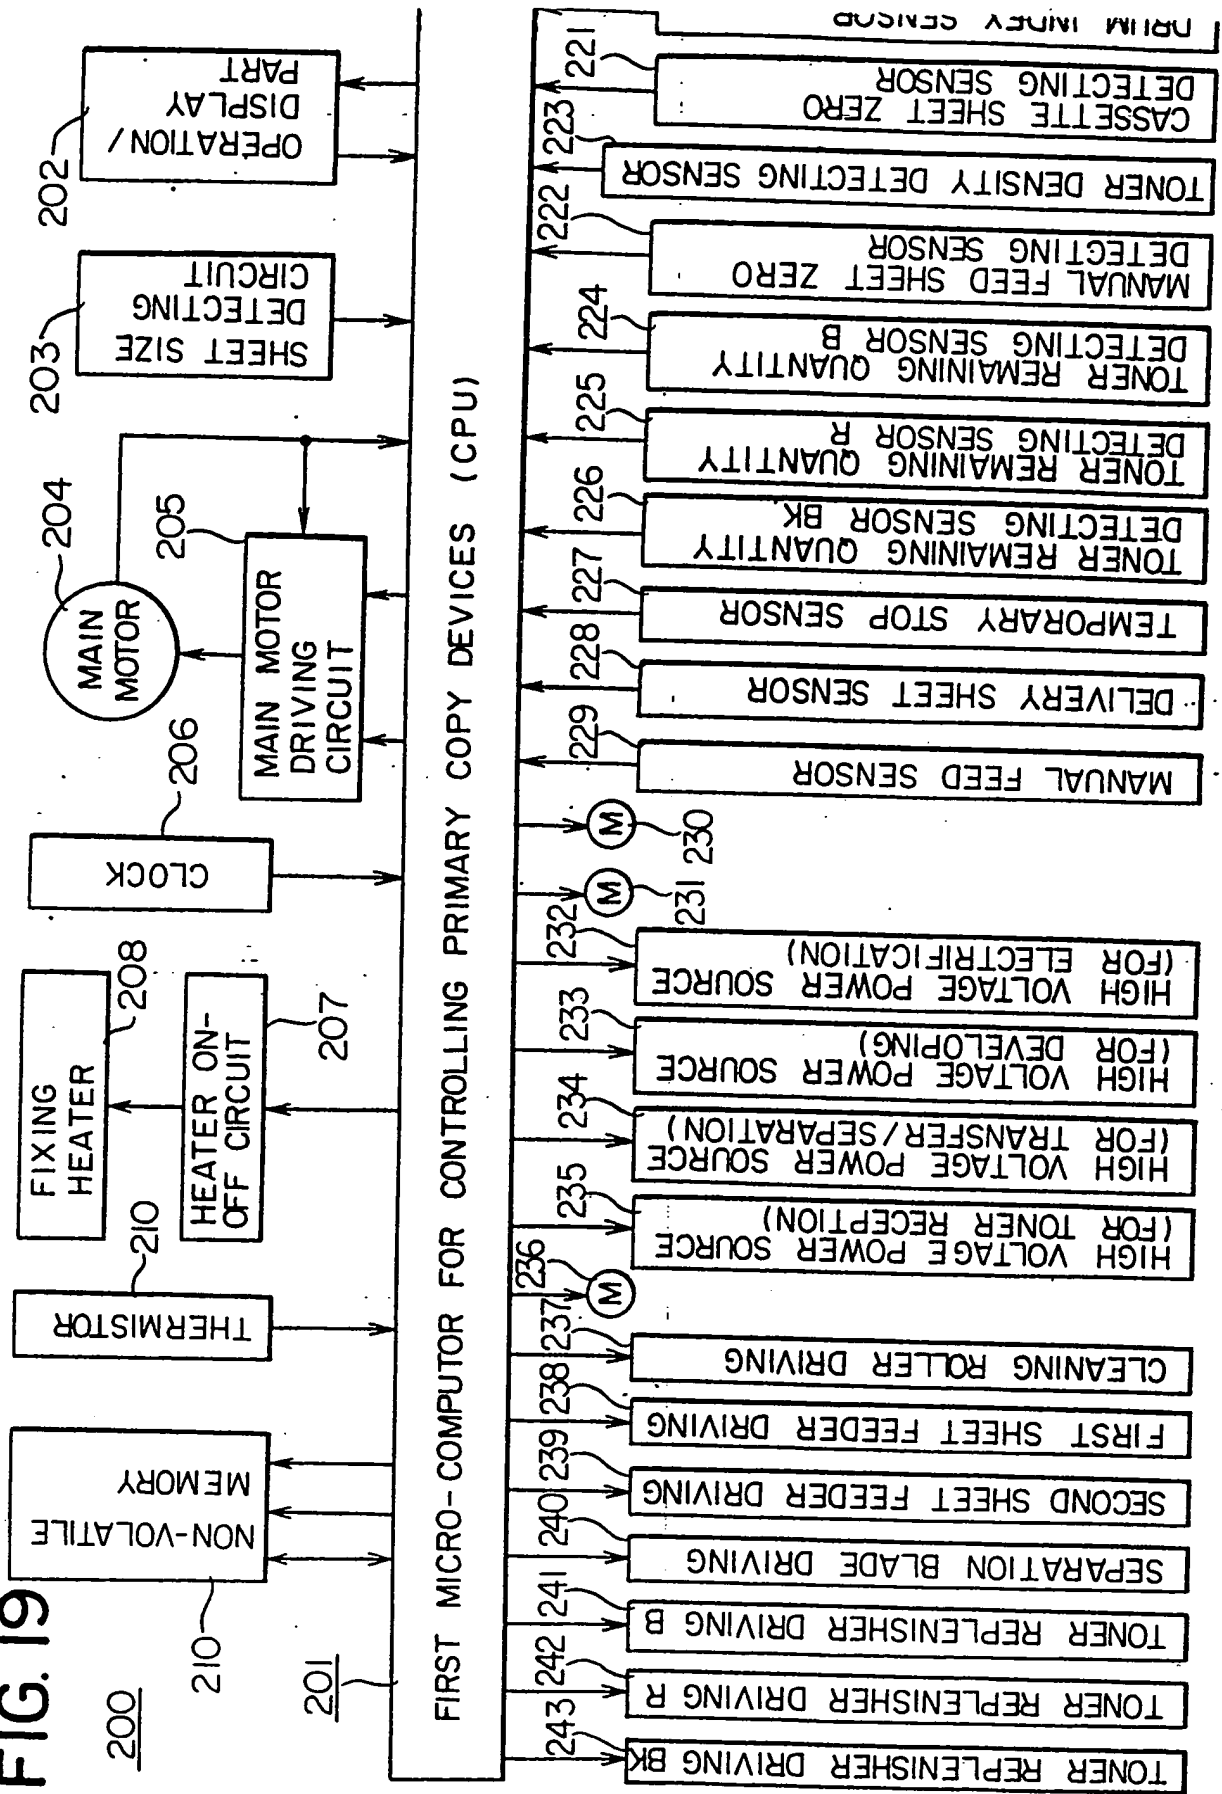 FIG. 19
200
210
NON-VOLATILE
MEMORY
THERMISTOR
210
FIXING
HEATER
208
HEATER ON-
OFF CIRCUIT
207
CLOCK
206
MAIN
MOTOR
204
MAIN MOTOR
DRIVING
CIRCUIT
205
SHEET SIZE
DETECTING
CIRCUIT
203
OPERATION/
DISPLAY
PART
202
201
FIRST MICRO-COMPUTOR FOR CONTROLLING PRIMARY COPY DEVICES (CPU)
243
TONER REPLENISHER DRIVING BK
242
TONER REPLENISHER DRIVING R
241
TONER REPLENISHER DRIVING B
240
SEPARATION BLADE DRIVING
239
SECOND SHEET FEEDER DRIVING
238
FIRST SHEET FEEDER DRIVING
237
CLEANING ROLLER DRIVING
236
M
235
HIGH VOLTAGE POWER SOURCE
(FOR TONER RECEPTION)
234
HIGH VOLTAGE POWER SOURCE
(FOR TRANSFER/SEPARATION)
233
HIGH VOLTAGE POWER SOURCE
(FOR DEVELOPING)
232
HIGH VOLTAGE POWER SOURCE
(FOR ELECTRIFICATION)
M
231
M
230
229
MANUAL FEED SENSOR
228
DELIVERY SHEET SENSOR
227
TEMPORARY STOP SENSOR
226
TONER REMAINING QUANTITY
DETECTING SENSOR BK
225
TONER REMAINING QUANTITY
DETECTING SENSOR R
224
TONER REMAINING QUANTITY
DETECTING SENSOR B
222
MANUAL FEED SHEET ZERO
DETECTING SENSOR
223
TONER DENSITY DETECTING SENSOR
221
CASSETTE SHEET ZERO
DETECTING SENSOR
DRUM INDEX SENSOR